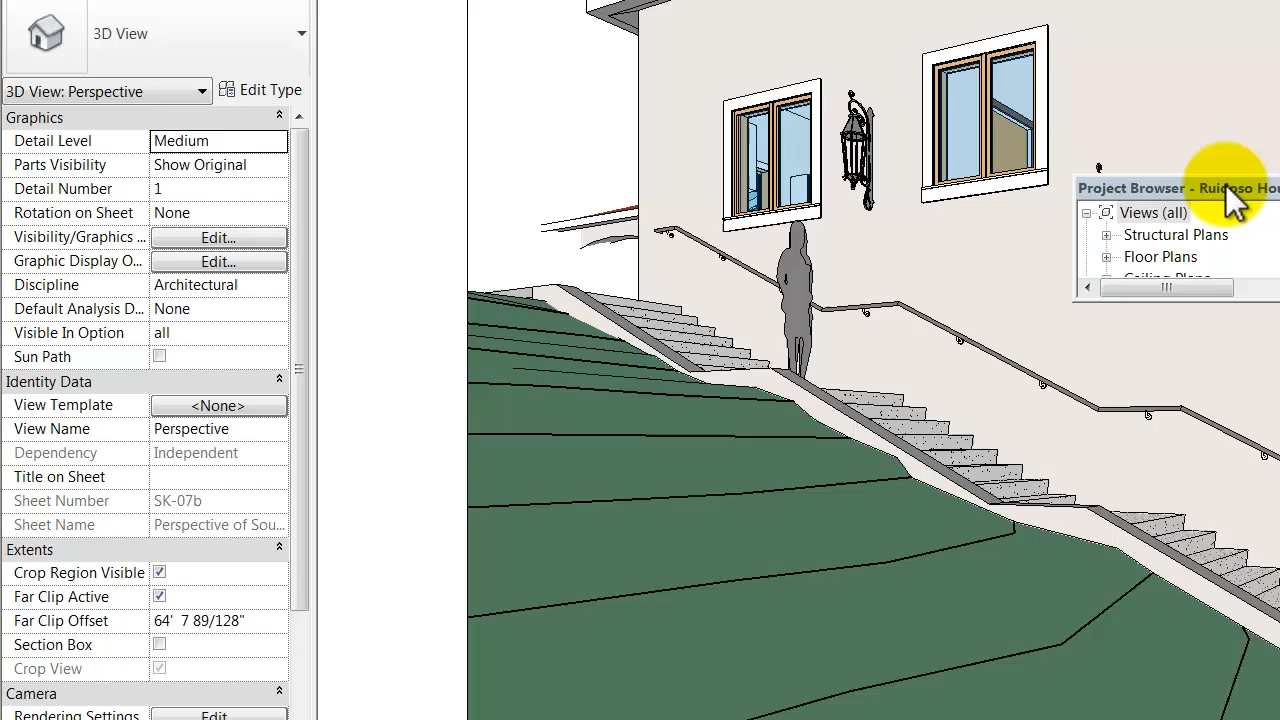 3D View
3D View: Perspective
Edit Type
Graphics
Detail Level Medium
Parts Visibility Show Original
Detail Number 1
Rotation on Sheet None
Visibility/Graphics ... Edit...
Graphic Display O... Edit...
Discipline Architectural
Default Analysis D... None
Visible In Option all
Sun Path
Identity Data
View Template <None>
View Name Perspective
Dependency Independent
Title on Sheet
Sheet Number SK-07b
Sheet Name Perspective of Sou...
Extents
Crop Region Visible
Far Clip Active
Far Clip Offset 64' 7 89/128"
Section Box
Crop View
Camera
Rendering Settings Edit...
Project Browser - Ruidoso Hou
Views (all)
Structural Plans
Floor Plans
Ceiling Plans